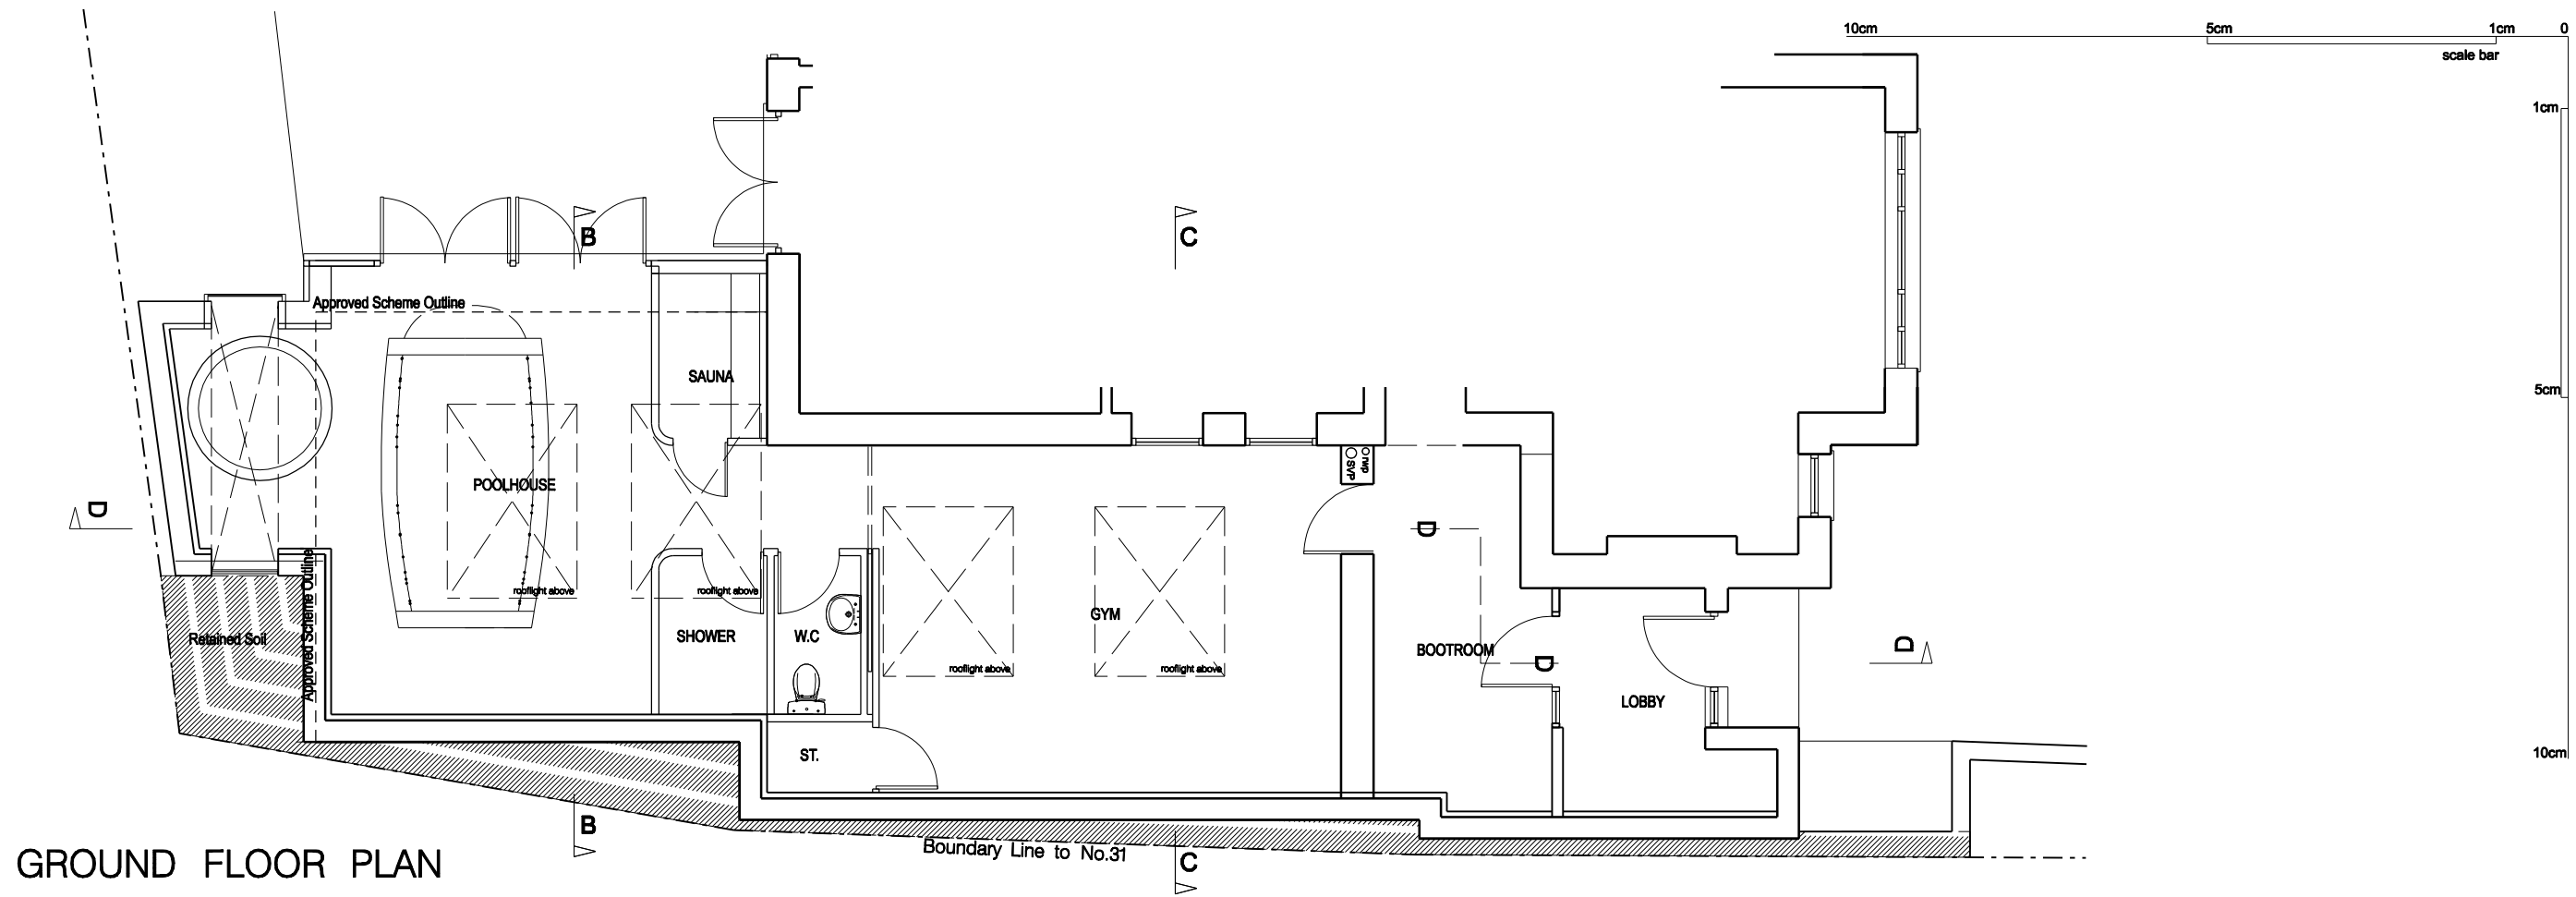 10cm
5cm
1cm
0
scale bar
1cm
5cm
10cm
B
C
Approved Scheme Outline
SAUNA
POOLHOUSE
SVP
rwp
D
D
rooflight above
rooflight above
GYM
Retained Soil
Approved Scheme Outline
SHOWER
W.C
BOOTROOM
D
D
rooflight above
rooflight above
LOBBY
ST.
B
Boundary Line to No.31
C
GROUND FLOOR PLAN